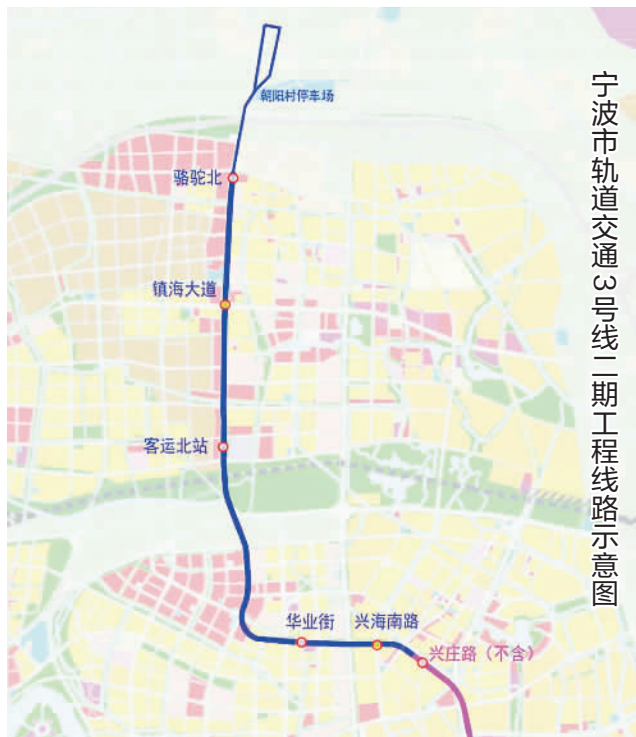 朝阳村停车场
骆驼北
镇海大道
客运北站
华业街
兴海南路
兴庄路（不含）
宁波市轨道交通3号线二期工程线路示意图